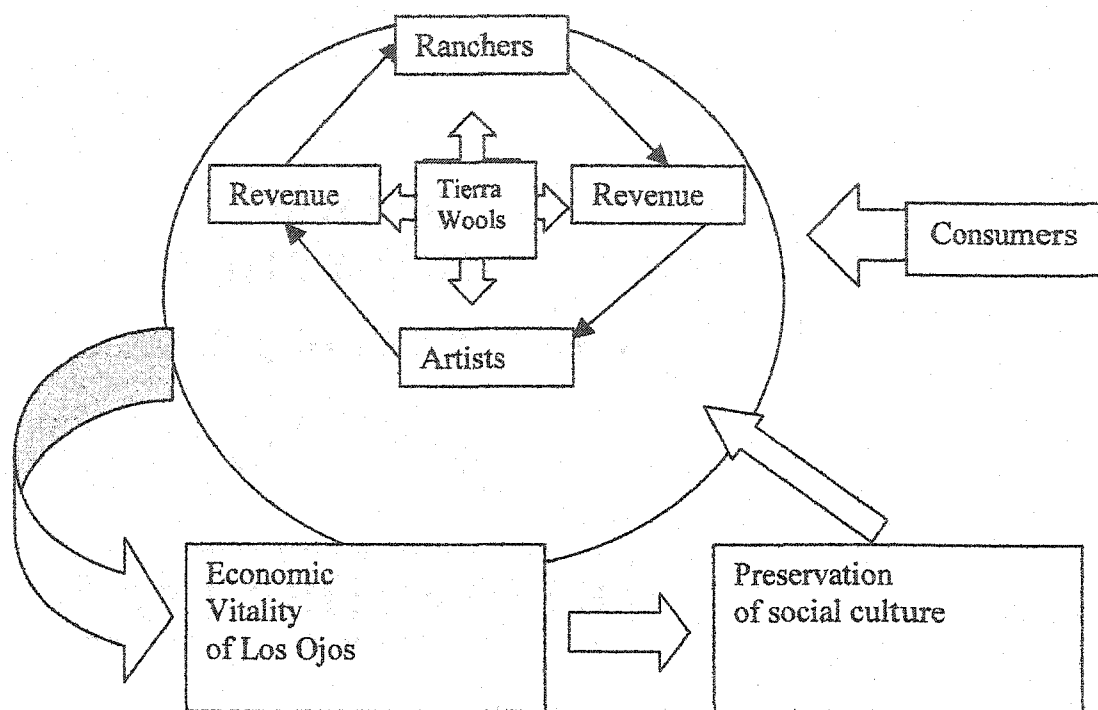 Ranchers
Revenue
Tierra
Wools
Revenue
Consumers
Artists
Economic
Vitality
of Los Ojos
Preservation
of social culture